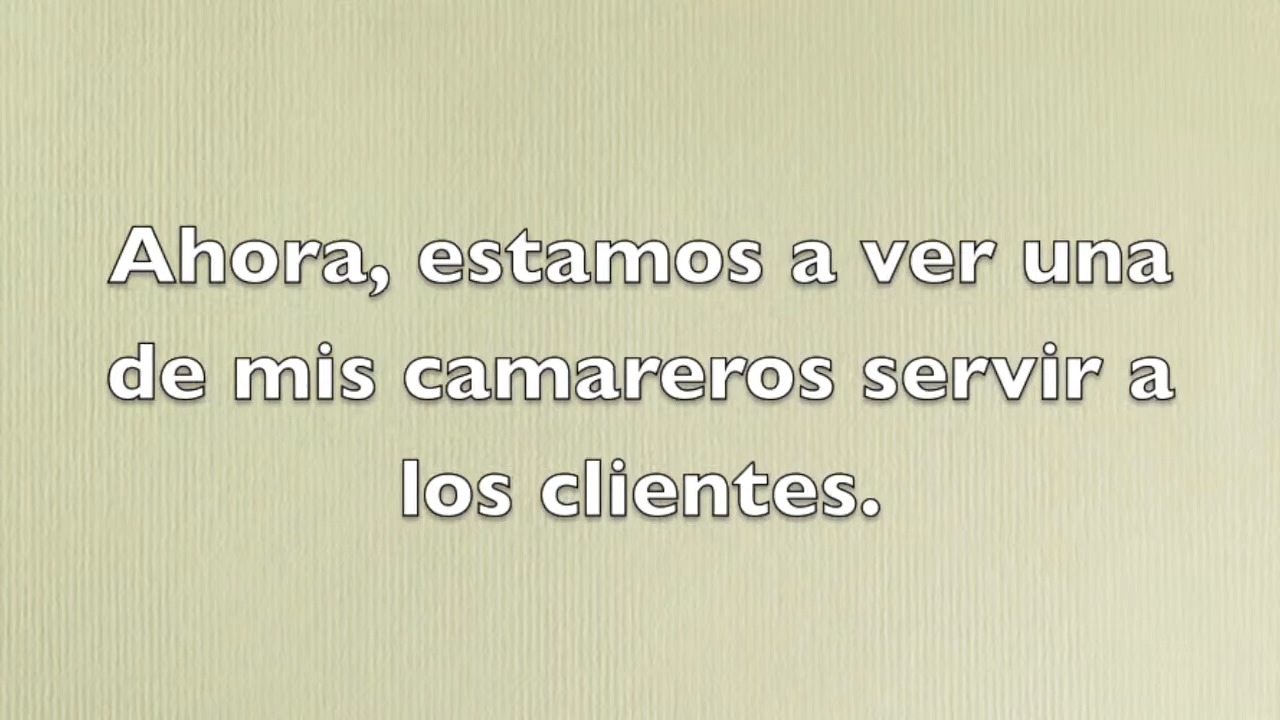 Ahora, estamos a ver una
de mis camareros servir a
los clientes.